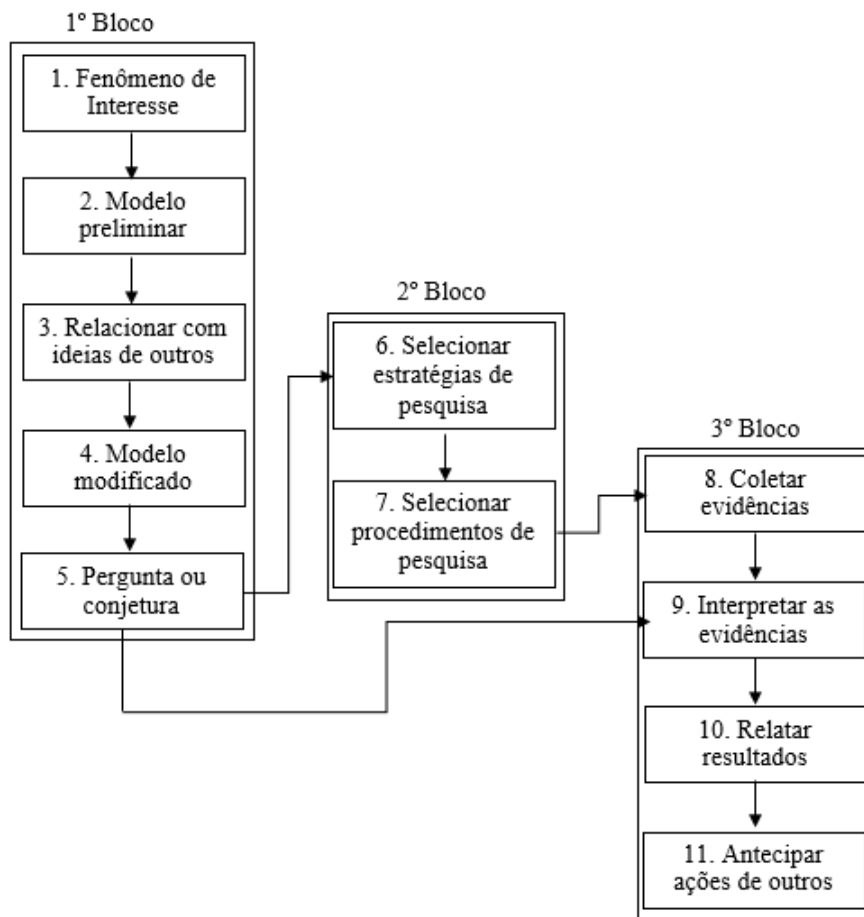 1º Bloco
1. Fenômeno de
Interesse
2. Modelo
preliminar
3. Relacionar com
ideias de outros
4. Modelo
modificado
5. Pergunta ou
conjetura
2º Bloco
6. Selecionar
estratégias de
pesquisa
7. Selecionar
procedimentos de
pesquisa
3º Bloco
8. Coletar
evidências
9. Interpretar as
evidências
10. Relatar
resultados
11. Antecipar
ações de outros